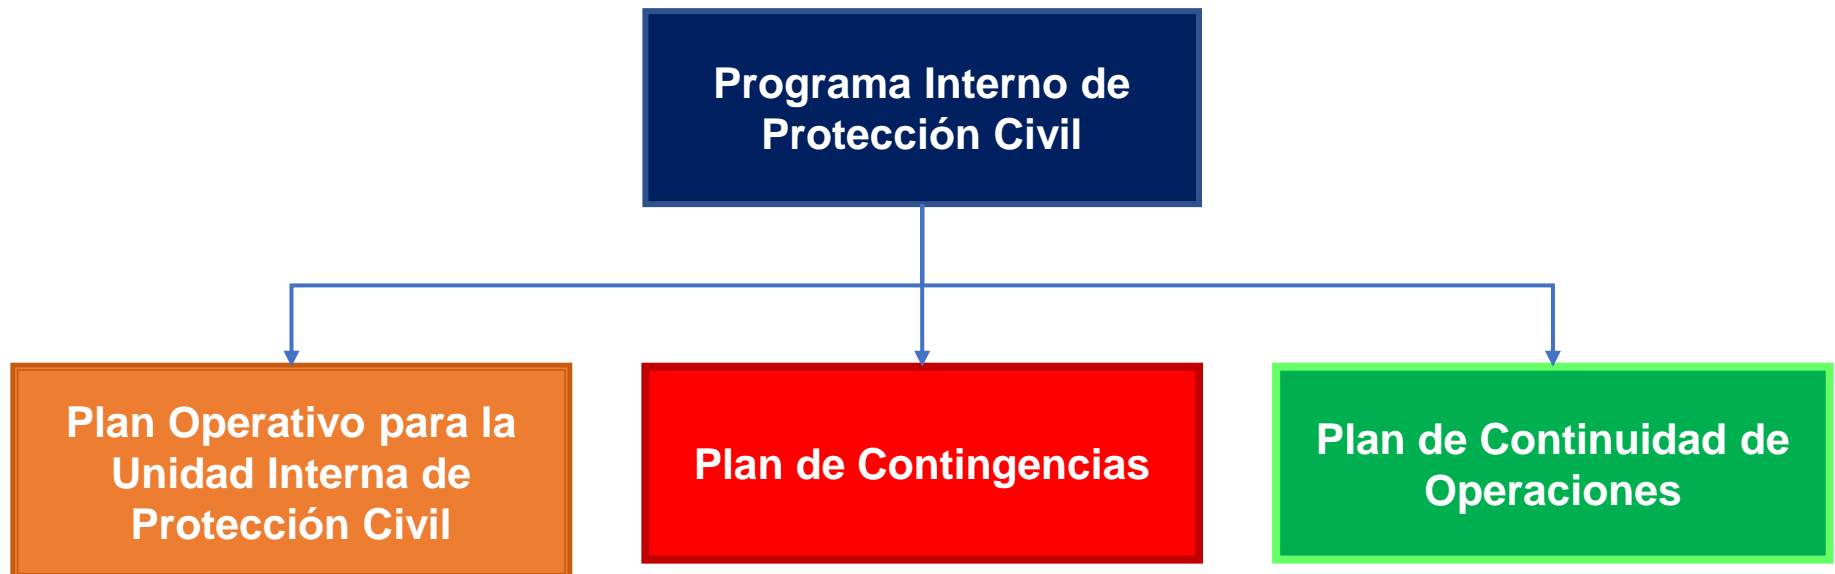 Programa Interno de
Protección Civil
Plan Operativo para la
Unidad Interna de
Protección Civil
Plan de Contingencias
Plan de Continuidad de
Operaciones